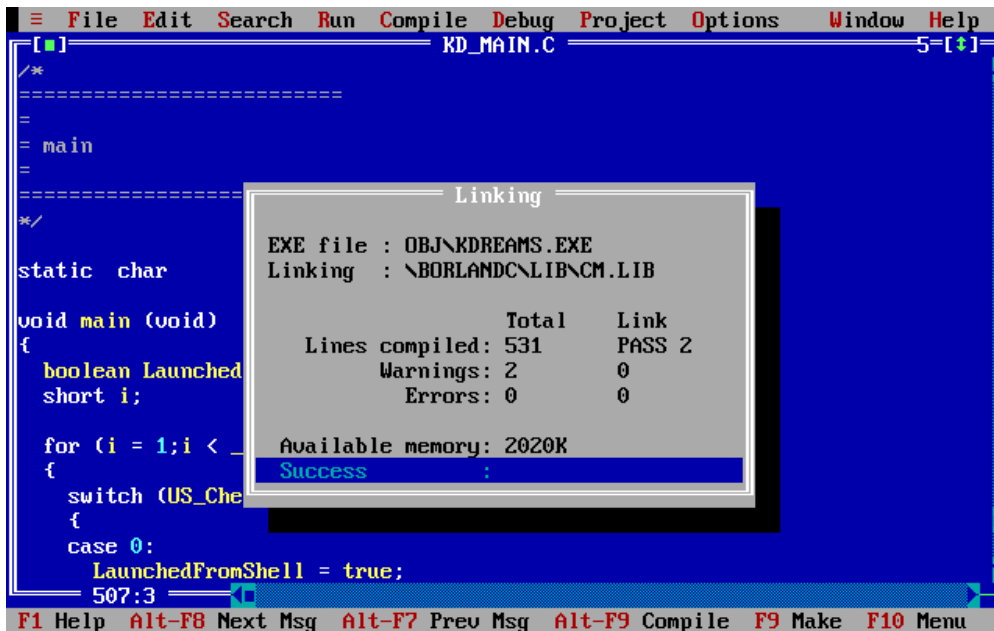 ≡ File Edit Search Run Compile Debug Project Options Window Help
[■] KD_MAIN.C 5=[↕]
/*
==========================
=
= main
=
==================
*/
static char
void main (void)
{
boolean Launched
short i;
for (i = 1;i < _
{
switch (US_Che
{
case 0:
LaunchedFromShell = true;
507:3
Linking
EXE file : OBJ\KDREAMS.EXE
Linking : \BORLANDC\LIB\CM.LIB
Total Link
Lines compiled: 531 PASS 2
Warnings: 2 0
Errors: 0 0
Available memory: 2020K
Success :
F1 Help Alt-F8 Next Msg Alt-F7 Prev Msg Alt-F9 Compile F9 Make F10 Menu